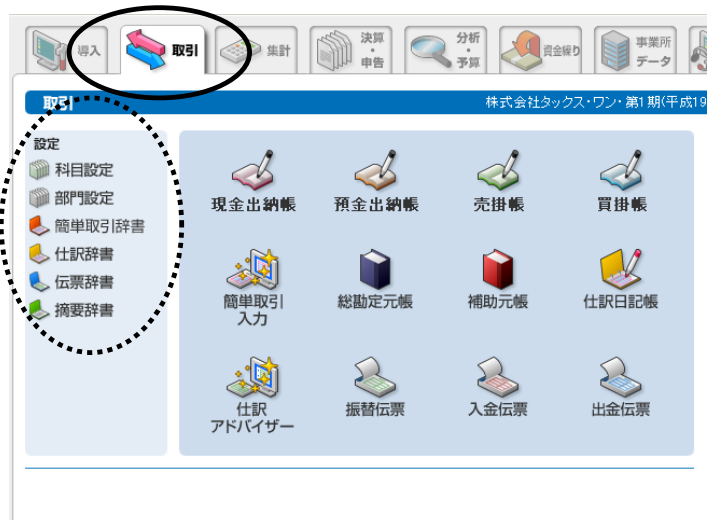 導入
取引
集計
決算
・
申告
分析
・
予算
資金繰り
事業所
データ
取引
株式会社タックス・ワン・第1期(平成19
設定
科目設定
部門設定
簡単取引辞書
仕訳辞書
伝票辞書
摘要辞書
現金出納帳
預金出納帳
売掛帳
買掛帳
簡単取引
入力
総勘定元帳
補助元帳
仕訳日記帳
仕訳
アドバイザー
振替伝票
入金伝票
出金伝票